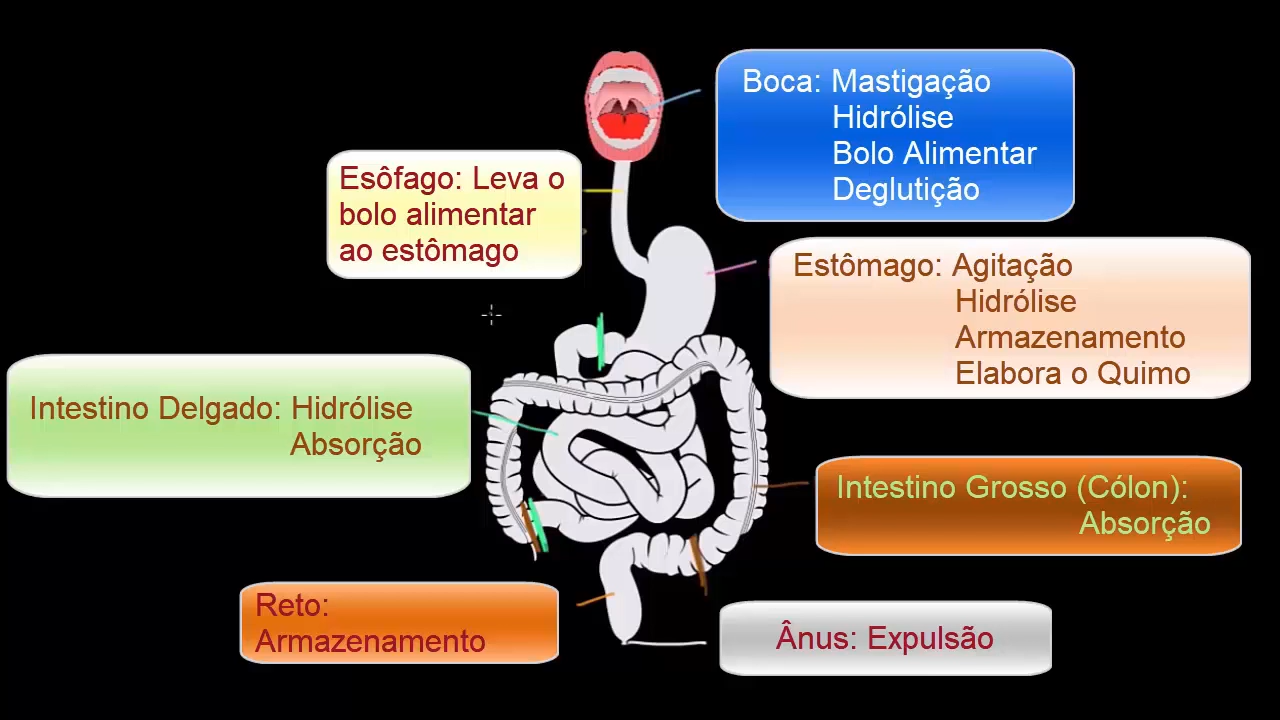 Boca: Mastigação
Hidrólise
Bolo Alimentar
Deglutição
Esôfago: Leva o
bolo alimentar
ao estômago
Estômago: Agitação
Hidrólise
Armazenamento
Elabora o Quimo
Intestino Delgado: Hidrólise
Absorção
Intestino Grosso (Cólon):
Absorção
Reto:
Armazenamento
Ânus: Expulsão